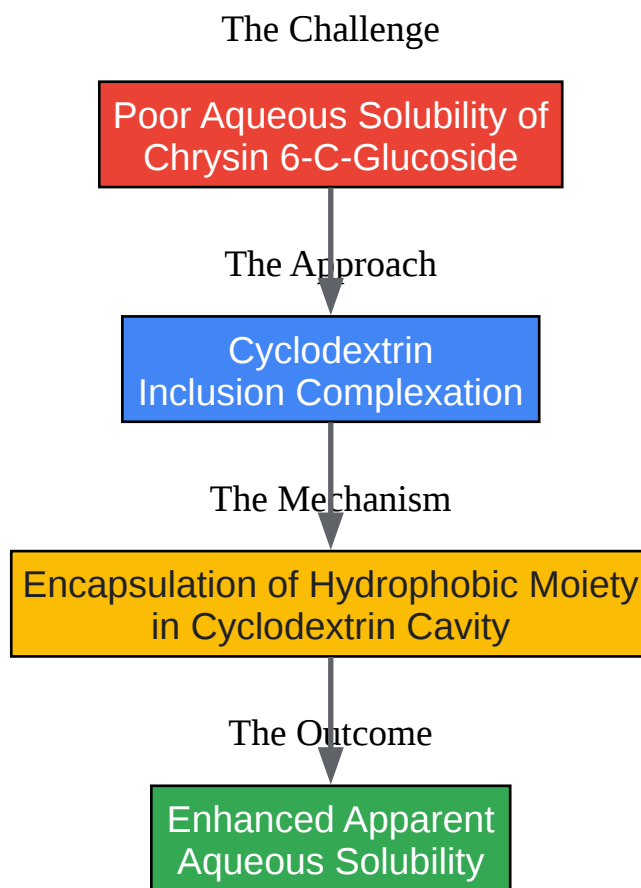 The Challenge
Poor Aqueous Solubility of
Chrysin 6-C-Glucoside
The Approach
Cyclodextrin
Inclusion Complexation
The Mechanism
Encapsulation of Hydrophobic Moiety
in Cyclodextrin Cavity
The Outcome
Enhanced Apparent
Aqueous Solubility